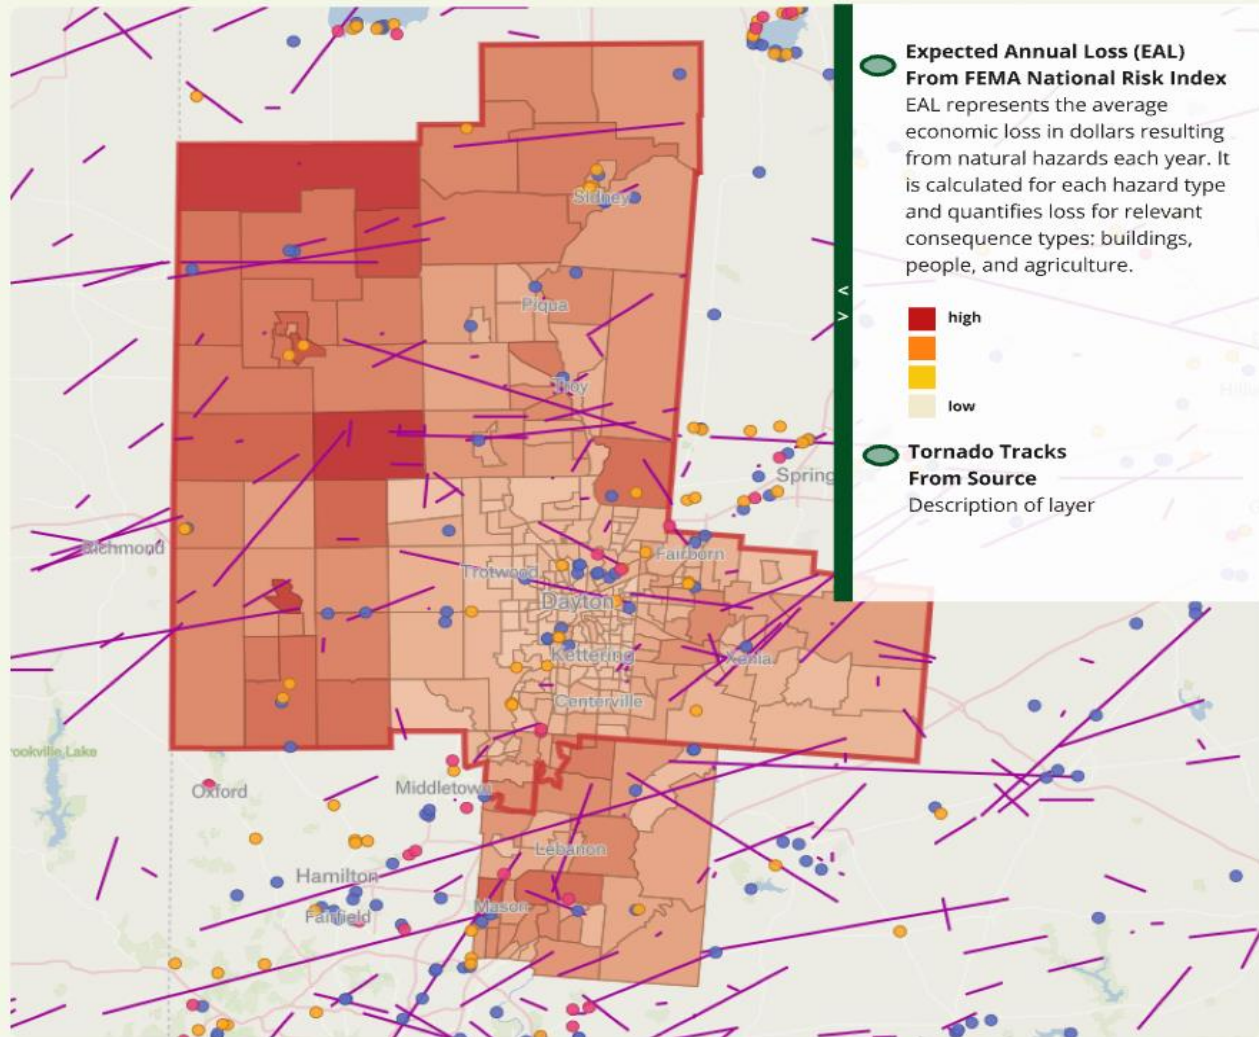 Expected Annual Loss (EAL)
From FEMA National Risk Index
EAL represents the average
economic loss in dollars resulting
from natural hazards each year. It
is calculated for each hazard type
and quantifies loss for relevant
consequence types: buildings,
people, and agriculture.
<
>
high
low
Tornado Tracks
From Source
Description of layer
Sidney
Piqua
Troy
Spring
Richmond
Fairborn
Trotwood
Dayton
Kettering
Xenia
Centerville
rookville Lake
Oxford
Middletown
Lebanon
Hamilton
Mason
Fairfield